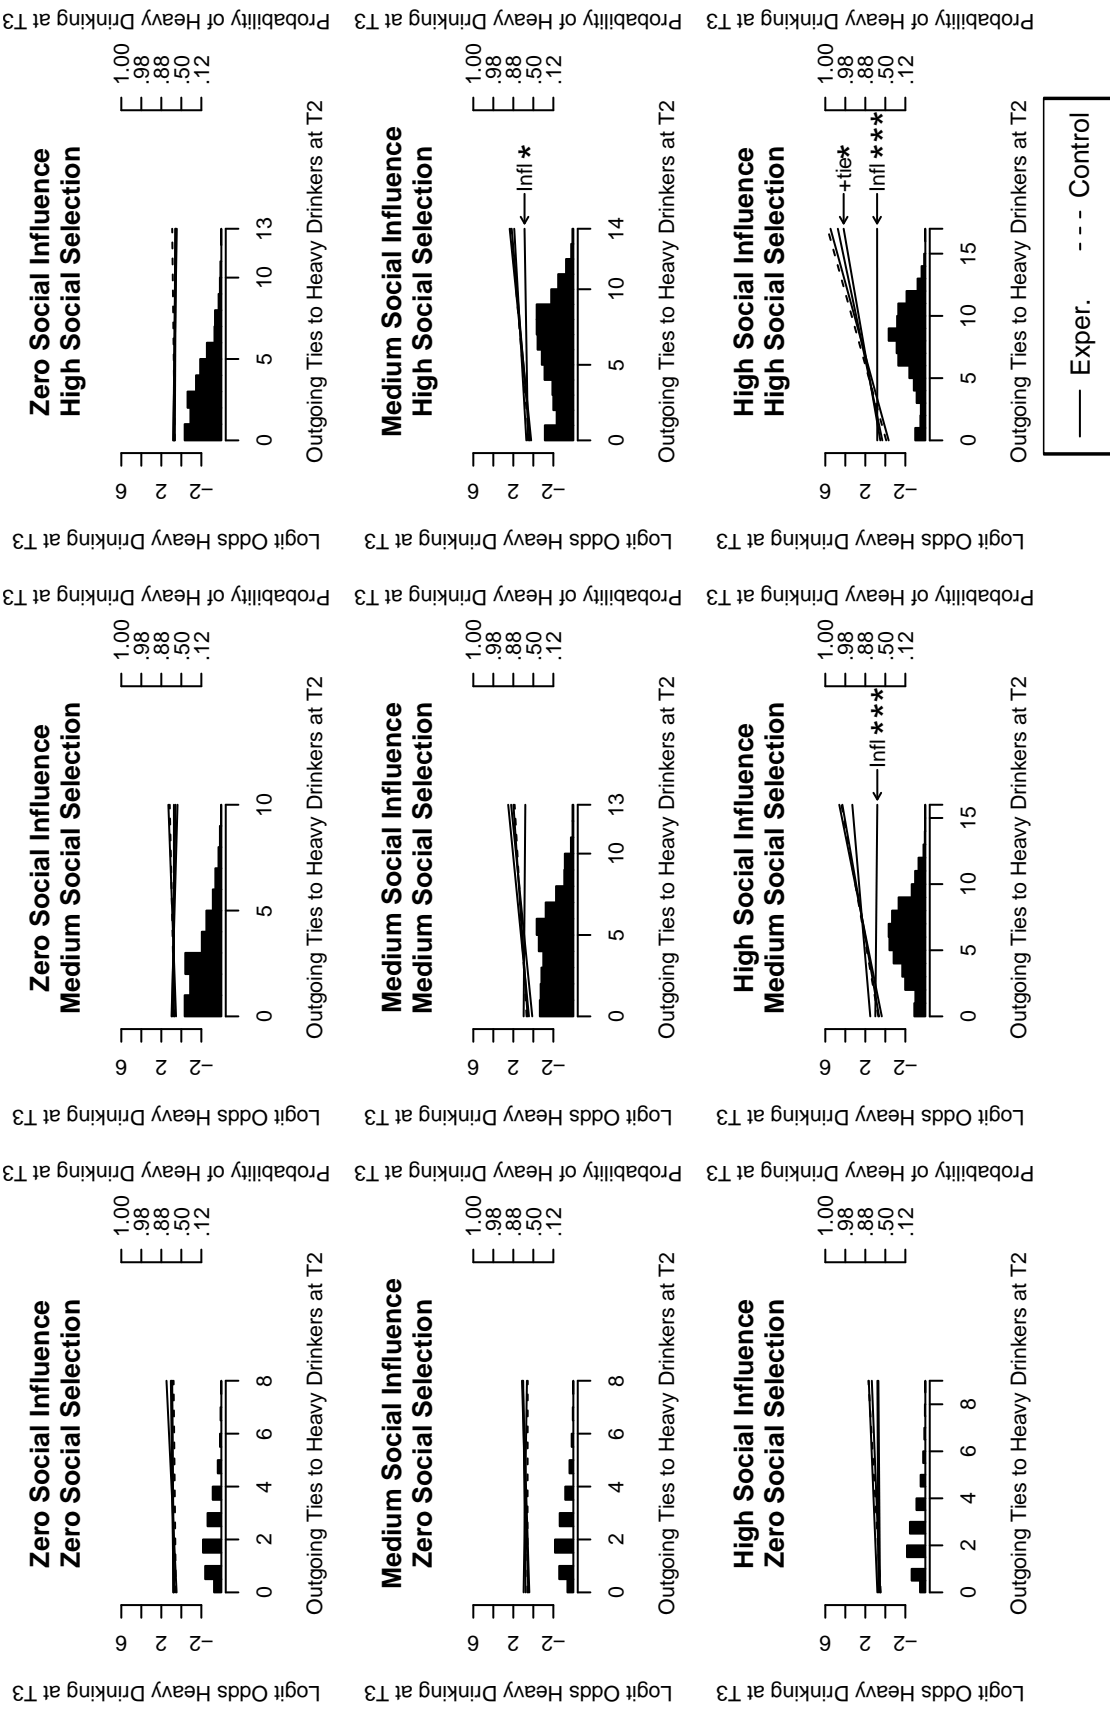 Zero Social Influence
Zero Social Selection
Logit Odds Heavy Drinking at T3
6
2
−2
1.00
.98
.88
.50
.12
Probability of Heavy Drinking at T3
0 2 4 6 8
Outgoing Ties to Heavy Drinkers at T2
Zero Social Influence
Medium Social Selection
Logit Odds Heavy Drinking at T3
6
2
−2
1.00
.98
.88
.50
.12
Probability of Heavy Drinking at T3
0 5 10
Outgoing Ties to Heavy Drinkers at T2
Zero Social Influence
High Social Selection
Logit Odds Heavy Drinking at T3
6
2
−2
1.00
.98
.88
.50
.12
Probability of Heavy Drinking at T3
0 5 10 13
Outgoing Ties to Heavy Drinkers at T2
Medium Social Influence
Zero Social Selection
Logit Odds Heavy Drinking at T3
6
2
−2
1.00
.98
.88
.50
.12
Probability of Heavy Drinking at T3
0 2 4 6 8
Outgoing Ties to Heavy Drinkers at T2
Medium Social Influence
Medium Social Selection
Logit Odds Heavy Drinking at T3
6
2
−2
1.00
.98
.88
.50
.12
Probability of Heavy Drinking at T3
0 5 10 13
Outgoing Ties to Heavy Drinkers at T2
Medium Social Influence
High Social Selection
Logit Odds Heavy Drinking at T3
6
2
−2
Infl *
1.00
.98
.88
.50
.12
Probability of Heavy Drinking at T3
0 5 10 14
Outgoing Ties to Heavy Drinkers at T2
High Social Influence
Zero Social Selection
Logit Odds Heavy Drinking at T3
6
2
−2
1.00
.98
.88
.50
.12
Probability of Heavy Drinking at T3
0 2 4 6 8
Outgoing Ties to Heavy Drinkers at T2
High Social Influence
Medium Social Selection
Logit Odds Heavy Drinking at T3
6
2
−2
Infl ***
1.00
.98
.88
.50
.12
Probability of Heavy Drinking at T3
0 5 10 15
Outgoing Ties to Heavy Drinkers at T2
High Social Influence
High Social Selection
Logit Odds Heavy Drinking at T3
6
2
−2
+tie*
Infl ***
1.00
.98
.88
.50
.12
Probability of Heavy Drinking at T3
0 5 10 15
Outgoing Ties to Heavy Drinkers at T2
Exper. Control